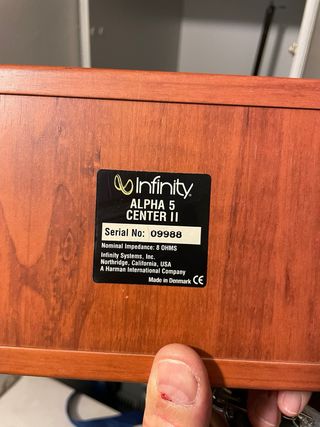 Infinity
ALPHA 5
CENTER II
Serial No: 09988
Nominal Impedance: 8 OHMS
Infinity Systems, Inc.
Northridge, California, USA
A Harman International Company
Made in Denmark CE